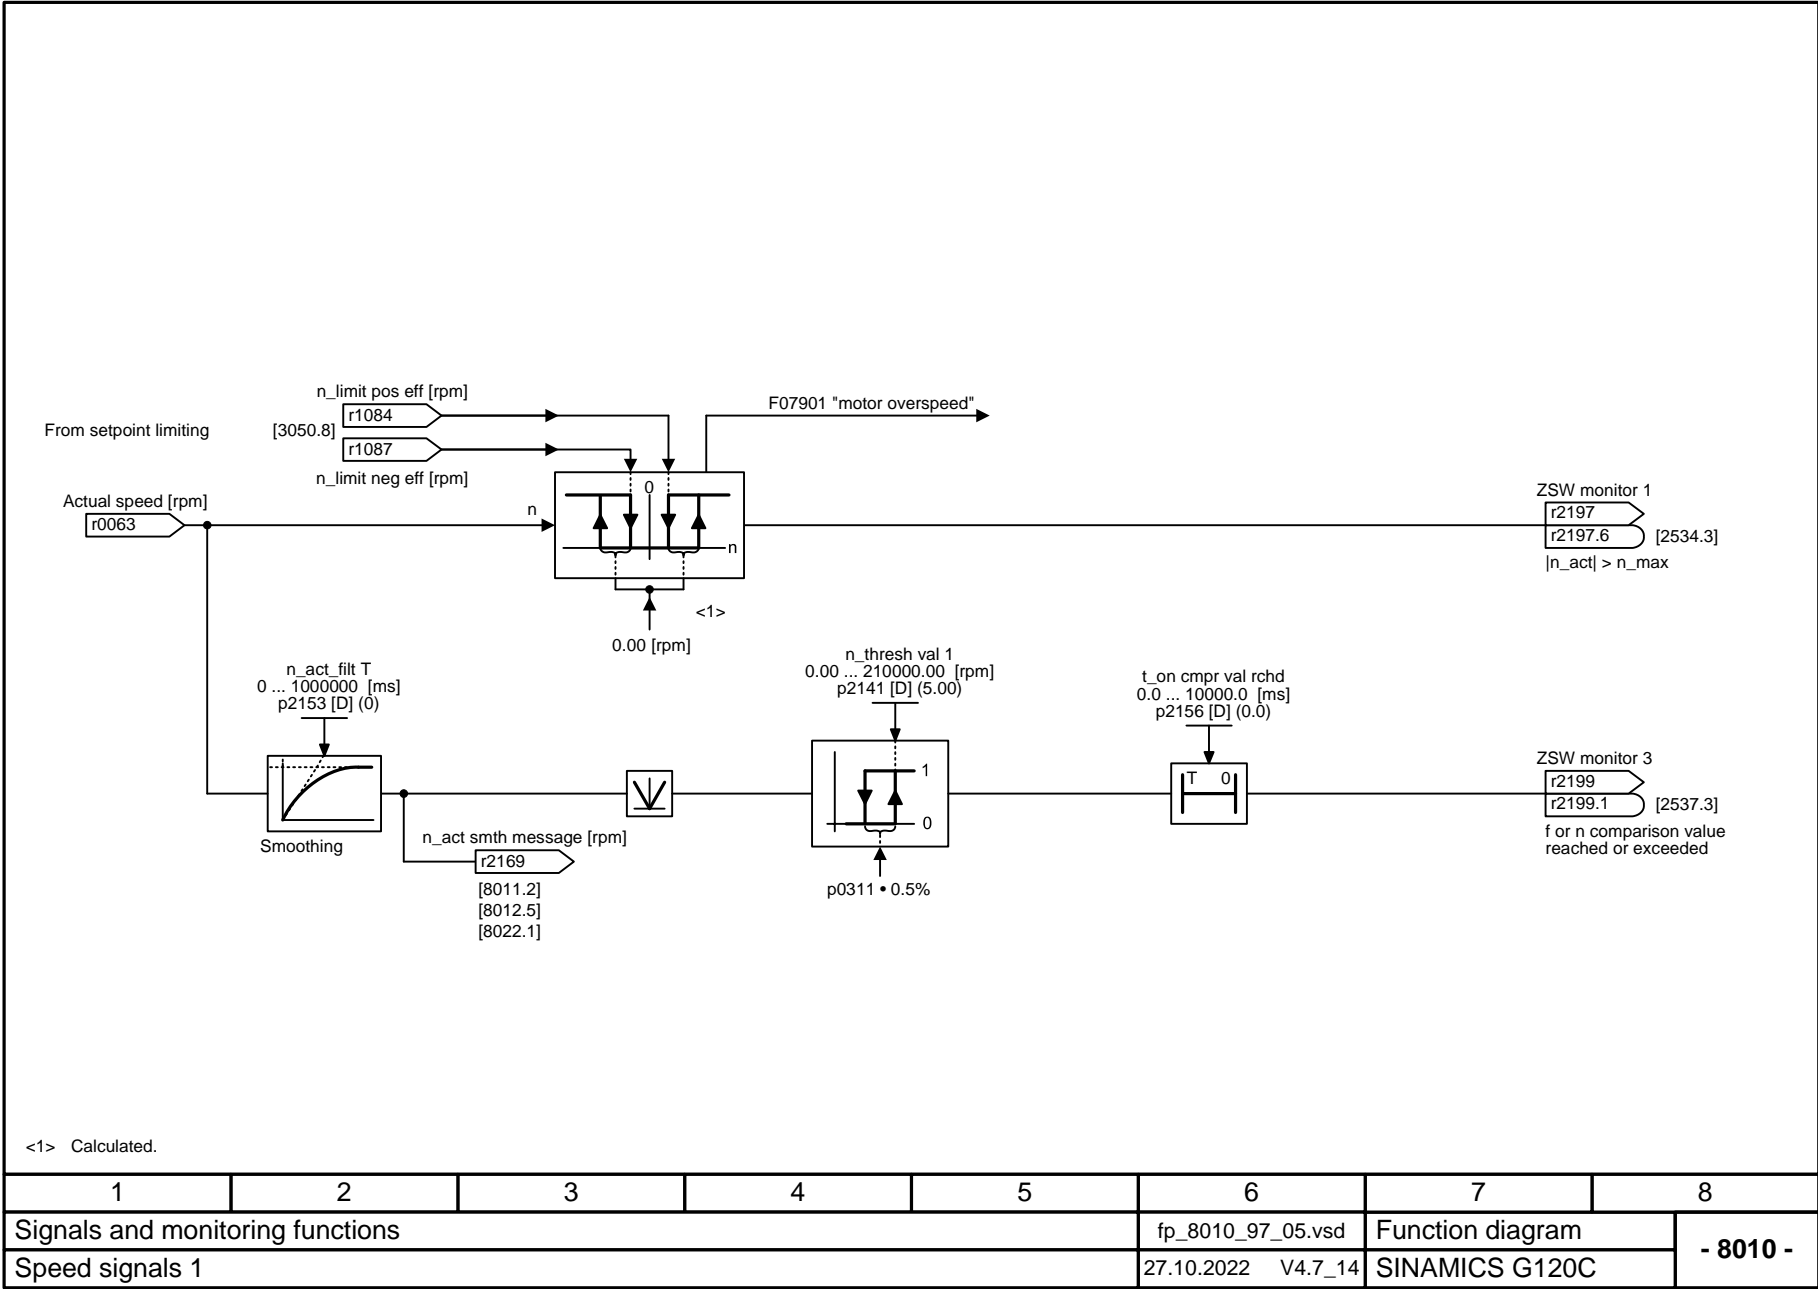 n_limit pos eff [rpm]
r1084
F07901 "motor overspeed"
From setpoint limiting
[3050.8]
r1087
n_limit neg eff [rpm]
Actual speed [rpm]
r0063
n
0
n
ZSW monitor 1
r2197
r2197.6
[2534.3]
|n_act| > n_max
<1>
0.00 [rpm]
n_act_filt T
0 ... 1000000 [ms]
p2153 [D] (0)
n_thresh val 1
0.00 ... 210000.00 [rpm]
p2141 [D] (5.00)
t_on cmpr val rchd
0.0 ... 10000.0 [ms]
p2156 [D] (0.0)
1
0
T 0
ZSW monitor 3
r2199
r2199.1
[2537.3]
f or n comparison value
reached or exceeded
Smoothing
n_act smth message [rpm]
r2169
[8011.2]
[8012.5]
[8022.1]
p0311 • 0.5%
<1> Calculated.
1 2 3 4 5 6 7 8
Signals and monitoring functions
fp_8010_97_05.vsd
Function diagram
- 8010 -
Speed signals 1
27.10.2022 V4.7_14
SINAMICS G120C